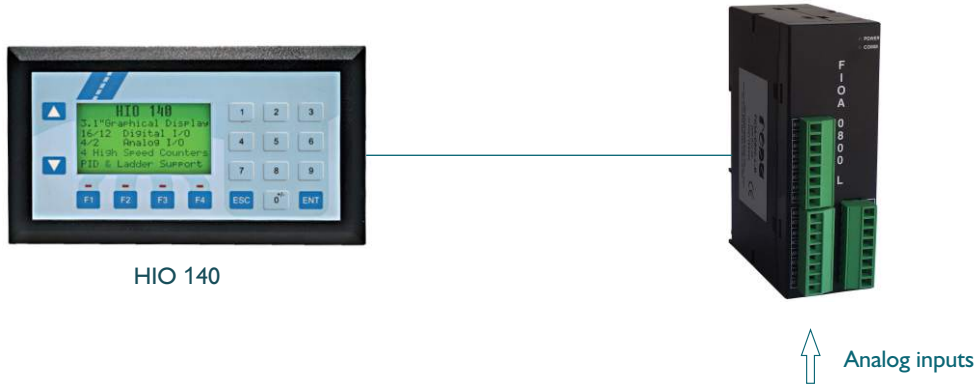 HIO 140
3.1"Graphical Display
16/12 Digital I/O
4/2 Analog I/O
4 High Speed Counters
PID & Ladder Support
1 2 3
4 5 6
7 8 9
F1 F2 F3 F4 ESC 0 +/- ENT
HIO 140
POWER
COMM
FIOA 0800 L
Analog inputs